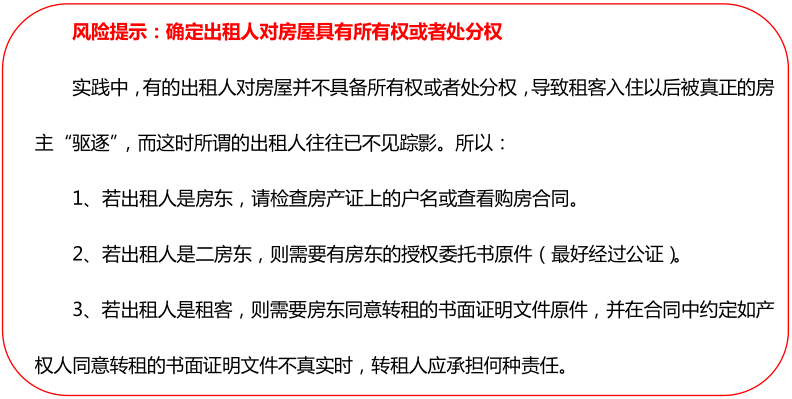 风险提示：确定出租人对房屋具有所有权或者处分权
实践中，有的出租人对房屋并不具备所有权或者处分权，导致租客入住以后被真正的房
主“驱逐”，而这时所谓的出租人往往已不见踪影。所以：
1、若出租人是房东，请检查房产证上的户名或查看购房合同。
2、若出租人是二房东，则需要有房东的授权委托书原件（最好经过公证）。
3、若出租人是租客，则需要房东同意转租的书面证明文件原件，并在合同中约定如产
权人同意转租的书面证明文件不真实时，转租人应承担何种责任。